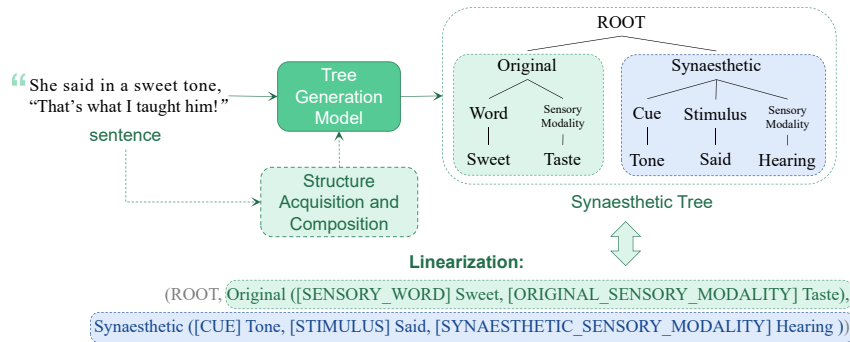 ROOT
Original
Synaesthetic
“ She said in a sweet tone,
“That's what I taught him!”
sentence
Tree
Generation
Model
Word
Sensory
Modality
Cue
Stimulus
Sensory
Modality
Sweet
Taste
Tone
Said
Hearing
Structure
Acquisition and
Composition
Synaesthetic Tree
Linearization:
(ROOT, Original ([SENSORY_WORD] Sweet, [ORIGINAL_SENSORY_MODALITY] Taste),
Synaesthetic ([CUE] Tone, [STIMULUS] Said, [SYNAESTHETIC_SENSORY_MODALITY] Hearing ))